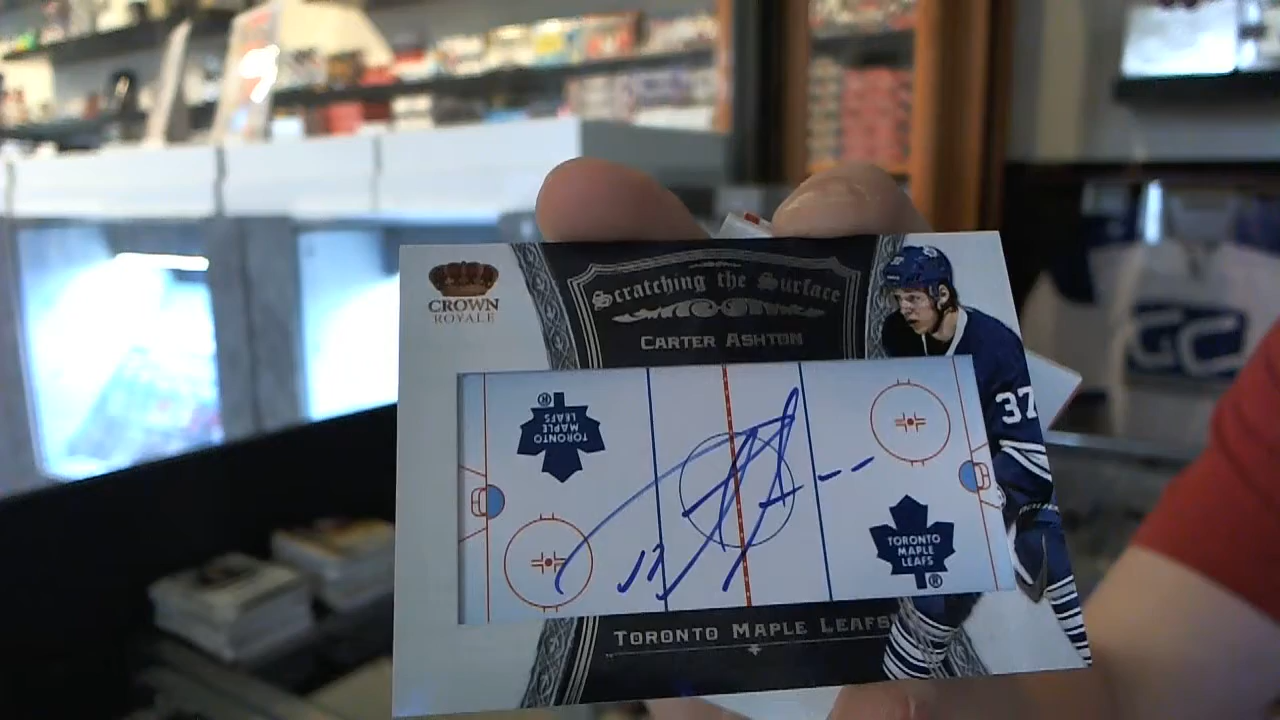 CROWN
ROYALE
Scratching the Surface
CARTER ASHTON
37
® TORONTO
MAPLE
LEAFS
TORONTO
MAPLE
LEAFS ®
TORONTO MAPLE LEAFS